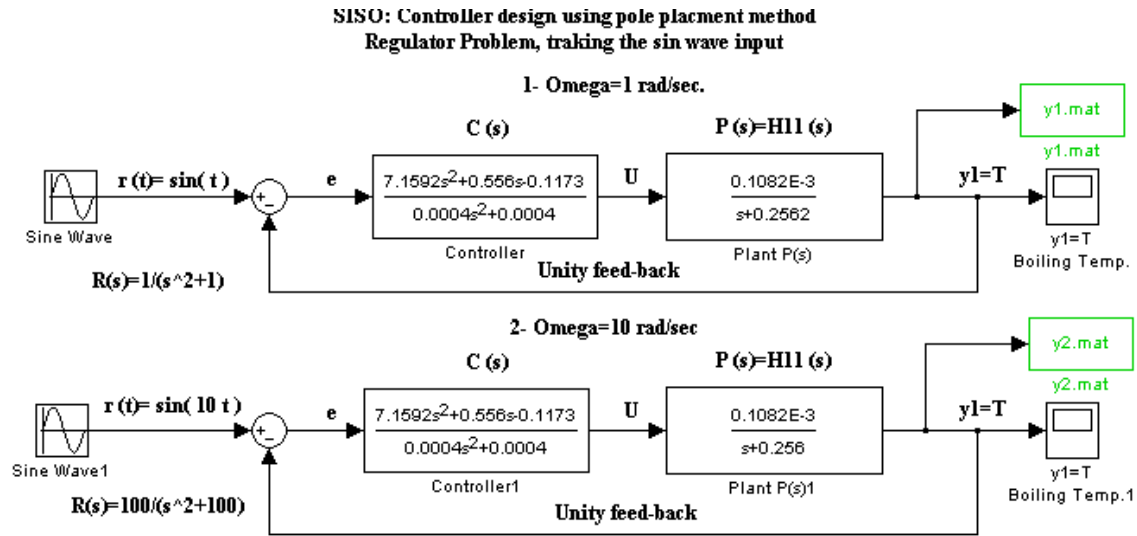 SISO: Controller design using pole placment method
Regulator Problem, traking the sin wave input
1- Omega=1 rad/sec.
C (s)
P (s)=H11 (s)
y1.mat
y1.mat
r (t)= sin( t )
+
-
e
7.1592s2+0.556s-0.1173
0.0004s2+0.0004
U
0.1082E-3
s+0.2562
y1=T
Sine Wave
Controller
Plant P(s)
y1=T
Boiling Temp.
Unity feed-back
R(s)=1/(s^2+1)
2- Omega=10 rad/sec
C (s)
P (s)=H11 (s)
y2.mat
y2.mat
r (t)= sin( 10 t )
+
-
e
7.1592s2+0.556s-0.1173
0.0004s2+0.0004
U
0.1082E-3
s+0.256
y1=T
Sine Wave1
Controller1
Plant P(s)1
y1=T
Boiling Temp.1
Unity feed-back
R(s)=100/(s^2+100)